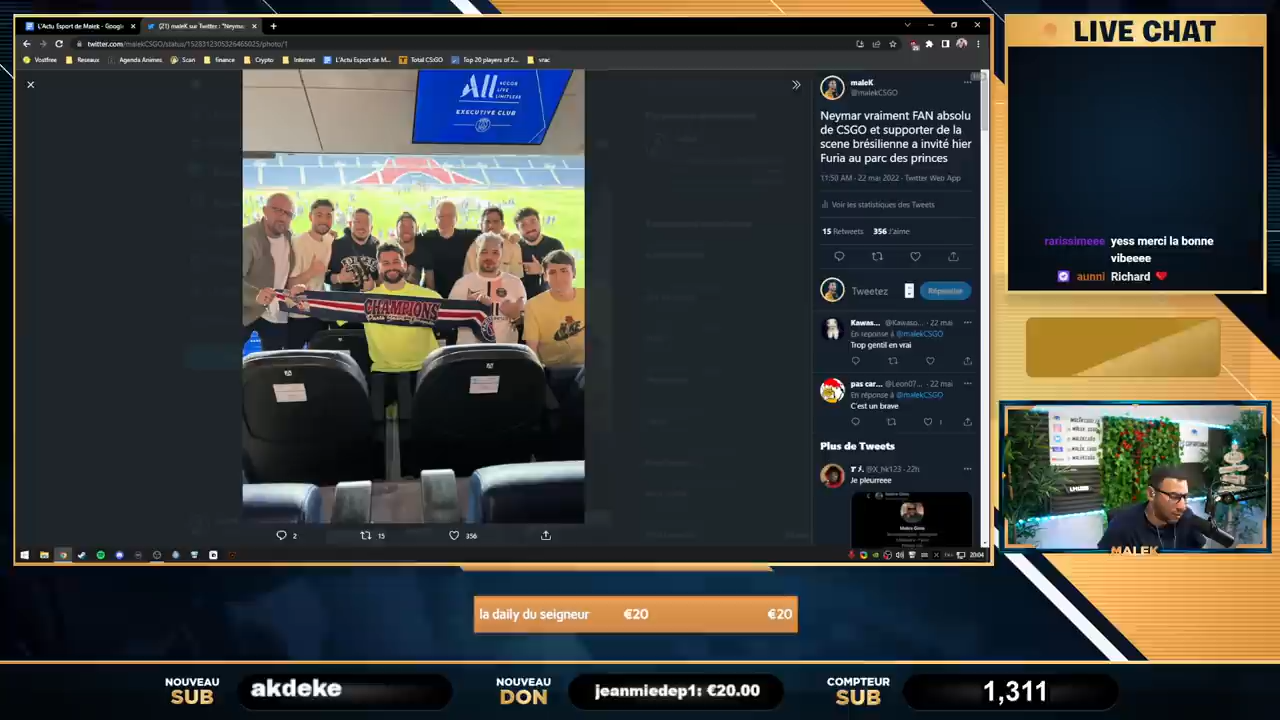 L'Actu Esport de Malek - Google
(21) maleK sur Twitter : "Neymar
twitter.com/malekCSGO/status/1528312305326465025/photo/1
Vostfree
Reseaux
Agenda Animes
Scan
finance
Crypto
Internet
L'Actu Esport de M...
Total CS:GO
Top 20 players of 2...
vrac
All
ACCOR
LIVE
LIMITLESS
EXECUTIVE CLUB
CHAMPIONS
2
15
356
maleK
@malekCSGO
Neymar vraiment FAN absolu
de CSGO et supporter de la
scene brésilienne a invité hier
Furia au parc des princes
11:50 AM · 22 mai 2022 · Twitter Web App
Voir les statistiques des Tweets
15 Retweets 356 J'aime
Tweetez
Répondre
Kawas... @Kawaso... · 22 mai
En réponse à @malekCSGO
Trop gentil en vrai
pas car... @Leon07... · 22 mai
En réponse à @malekCSGO
C'est un brave
1
Plus de Tweets
@X_hk123 · 22h
Je pleurreee
20:04
LIVE CHAT
rarissimeee yess merci la bonne
vibeeee
aunni Richard
MALEK
la daily du seigneur €20 €20
NOUVEAU
SUB
akdeke
NOUVEAU
DON
jeanmiedep1: €20.00
COMPTEUR
SUB
1,311